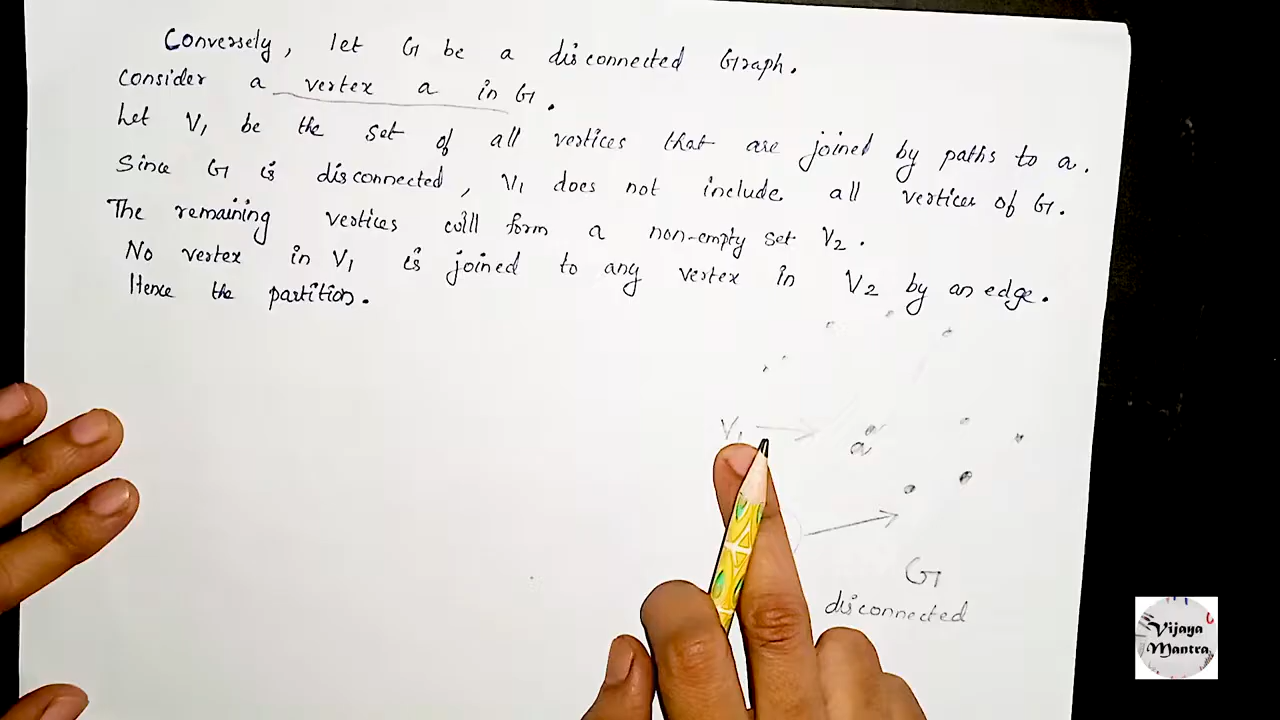 Conversely, let G be a disconnected Graph.
Consider a vertex a in G.
Let V1 be the set of all vertices that are joined by paths to a.
Since G is disconnected, V1 does not include all vertices of G.
The remaining vertices will form a non-empty set V2.
No vertex in V1 is joined to any vertex in V2 by an edge.
Hence the partition.
V1
a
G
disconnected
Vijaya
Mantra